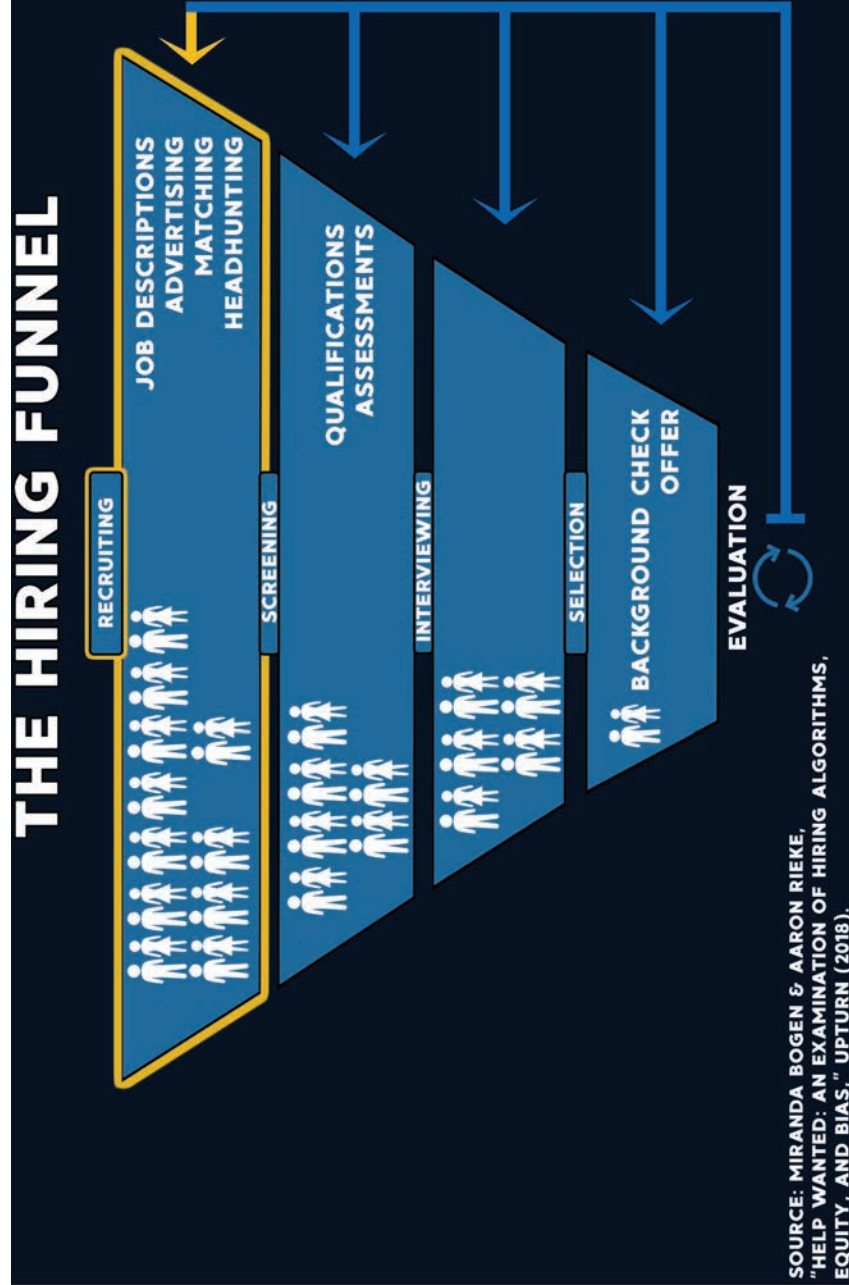 THE HIRING FUNNEL
RECRUITING
JOB DESCRIPTIONS
ADVERTISING
MATCHING
HEADHUNTING
SCREENING
QUALIFICATIONS
ASSESSMENTS
INTERVIEWING
SELECTION
BACKGROUND CHECK
OFFER
EVALUATION
SOURCE: MIRANDA BOGEN & AARON RIEKE,
"HELP WANTED: AN EXAMINATION OF HIRING ALGORITHMS,
EQUITY, AND BIAS," UPTURN (2018).